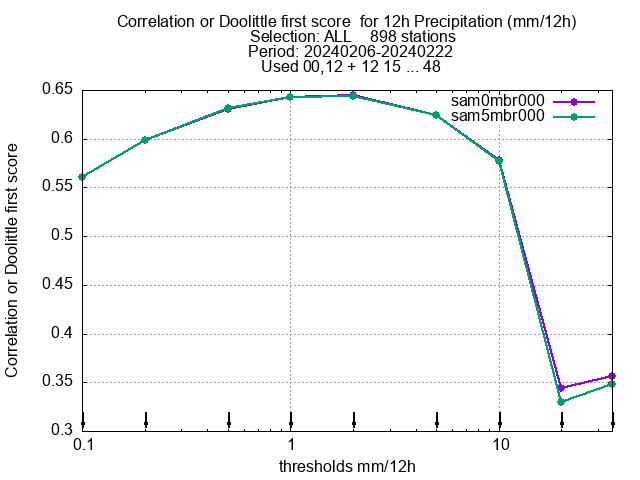 Correlation or Doolittle first score  for 12h Precipitation (mm/12h)
Selection: ALL    898 stations
Period: 20240206-20240222
Used 00,12 + 12 15 ... 48
sam0mbr000
sam5mbr000
0.65
0.6
0.55
0.5
0.45
0.4
0.35
0.3
Correlation or Doolittle first score
0.1 1 10
thresholds mm/12h